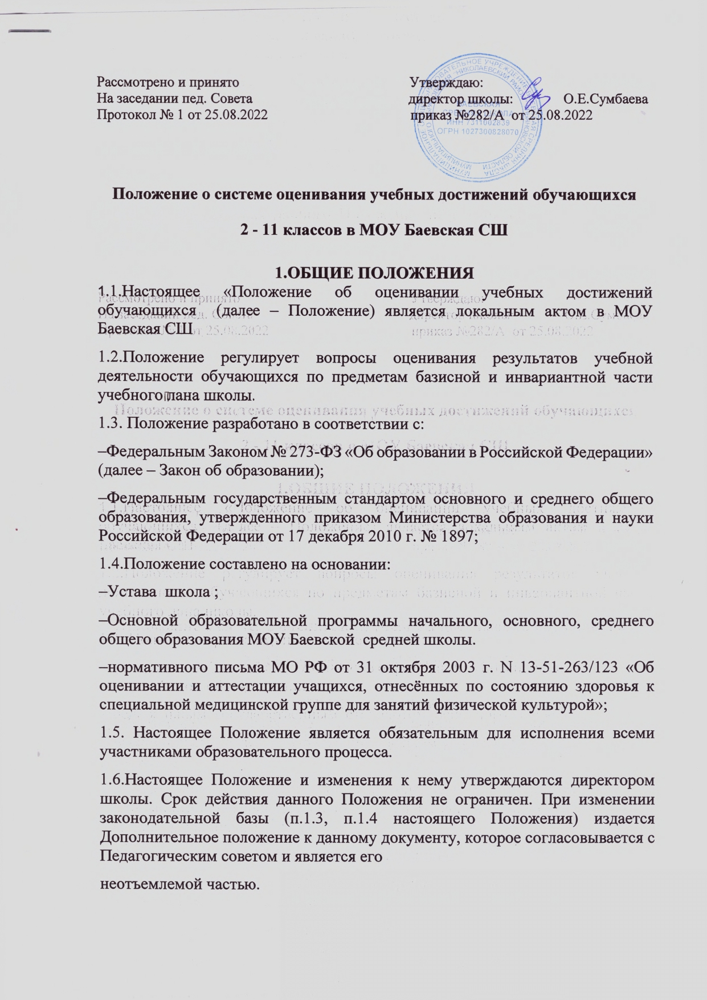 Рассмотрено и принято
Утверждаю:
На заседании пед. Совета
директор школы: О.Е.Сумбаева
Протокол № 1 от 25.08.2022
приказ №282/А от 25.08.2022
БАЕВСКАЯ
СРЕДНЯЯ ШКОЛА
ИНН 7311002839
ОГРН 1027300828070
Положение о системе оценивания учебных достижений обучающихся
2 - 11 классов в МОУ Баевская СШ
1.ОБЩИЕ ПОЛОЖЕНИЯ
1.1.Настоящее «Положение об оценивании учебных достижений
обучающихся (далее – Положение) является локальным актом в МОУ
Баевская СШ
1.2.Положение регулирует вопросы оценивания результатов учебной
деятельности обучающихся по предметам базисной и инвариантной части
учебного плана школы.
1.3. Положение разработано в соответствии с:
–Федеральным Законом № 273-ФЗ «Об образовании в Российской Федерации»
(далее – Закон об образовании);
–Федеральным государственным стандартом основного и среднего общего
образования, утвержденного приказом Министерства образования и науки
Российской Федерации от 17 декабря 2010 г. № 1897;
1.4.Положение составлено на основании:
–Устава школа ;
–Основной образовательной программы начального, основного, среднего
общего образования МОУ Баевской средней школы.
–нормативного письма МО РФ от 31 октября 2003 г. N 13-51-263/123 «Об
оценивании и аттестации учащихся, отнесённых по состоянию здоровья к
специальной медицинской группе для занятий физической культурой»;
1.5. Настоящее Положение является обязательным для исполнения всеми
участниками образовательного процесса.
1.6.Настоящее Положение и изменения к нему утверждаются директором
школы. Срок действия данного Положения не ограничен. При изменении
законодательной базы (п.1.3, п.1.4 настоящего Положения) издается
Дополнительное положение к данному документу, которое согласовывается с
Педагогическим советом и является его
неотъемлемой частью.